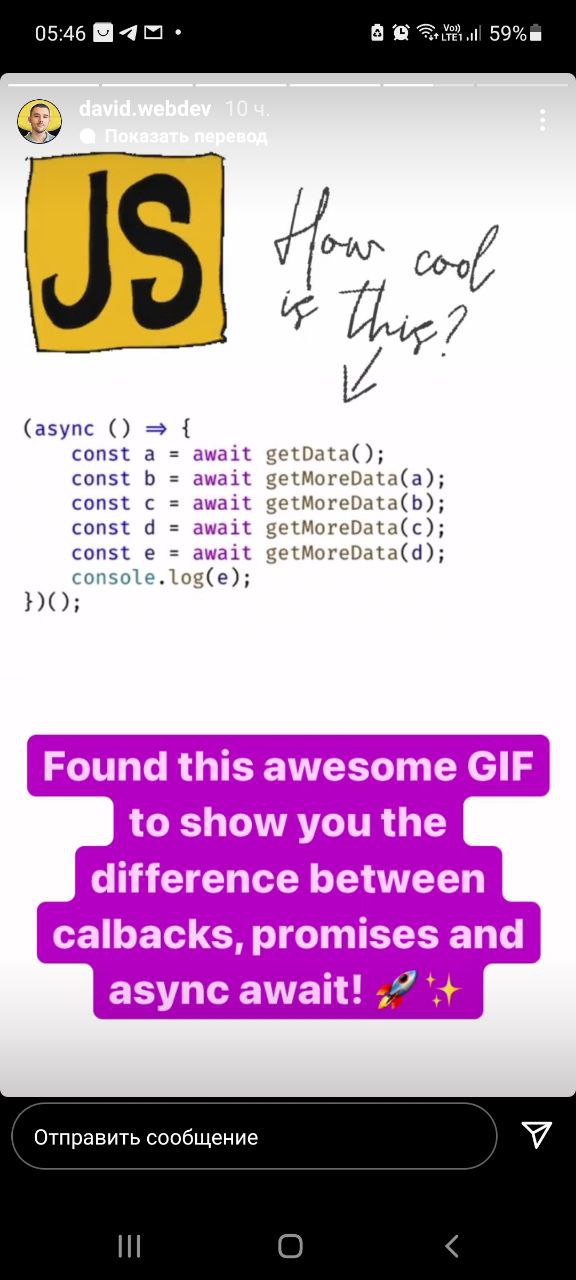 05:46
Vo))
LTE1
59%
david.webdev 10 ч.
Показать перевод
JS
How cool
is this?
(async () => {
const a = await getData();
const b = await getMoreData(a);
const c = await getMoreData(b);
const d = await getMoreData(c);
const e = await getMoreData(d);
console.log(e);
})();
Found this awesome GIF
to show you the
difference between
calbacks, promises and
async await! 🚀✨
Отправить сообщение